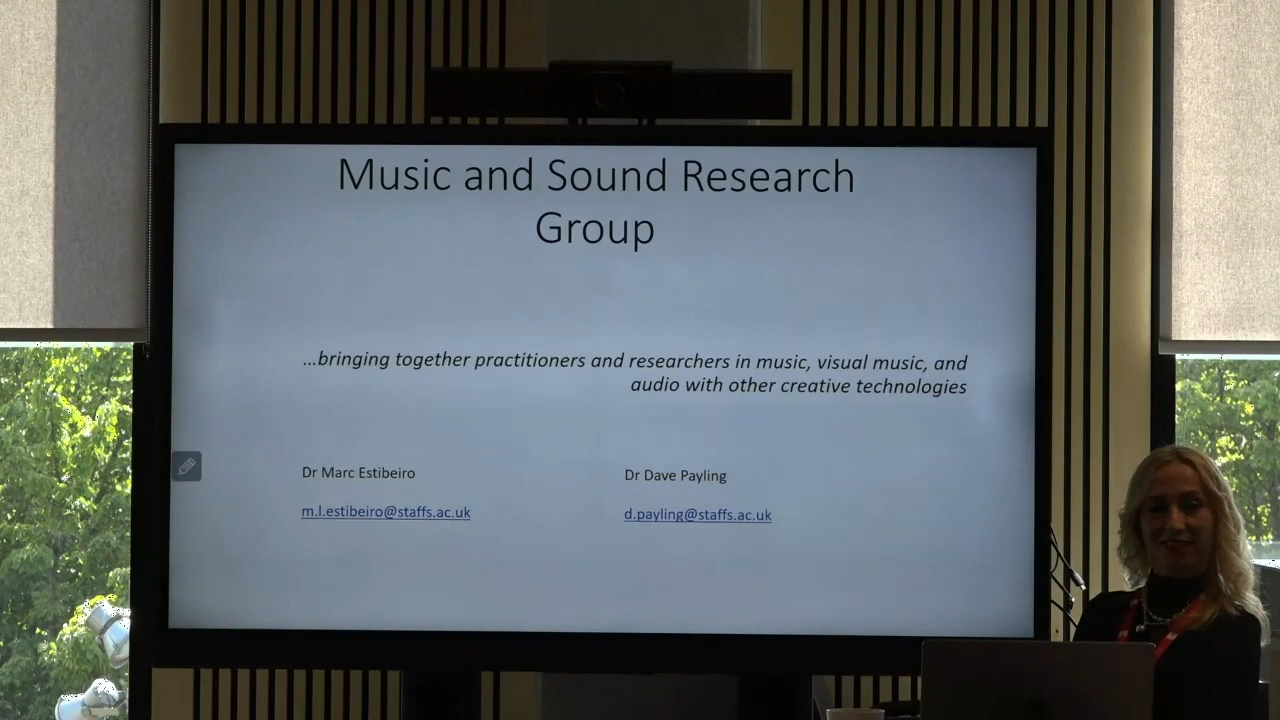 Music and Sound Research
Group
...bringing together practitioners and researchers in music, visual music, and
audio with other creative technologies
Dr Marc Estibeiro
Dr Dave Payling
m.l.estibeiro@staffs.ac.uk
d.payling@staffs.ac.uk